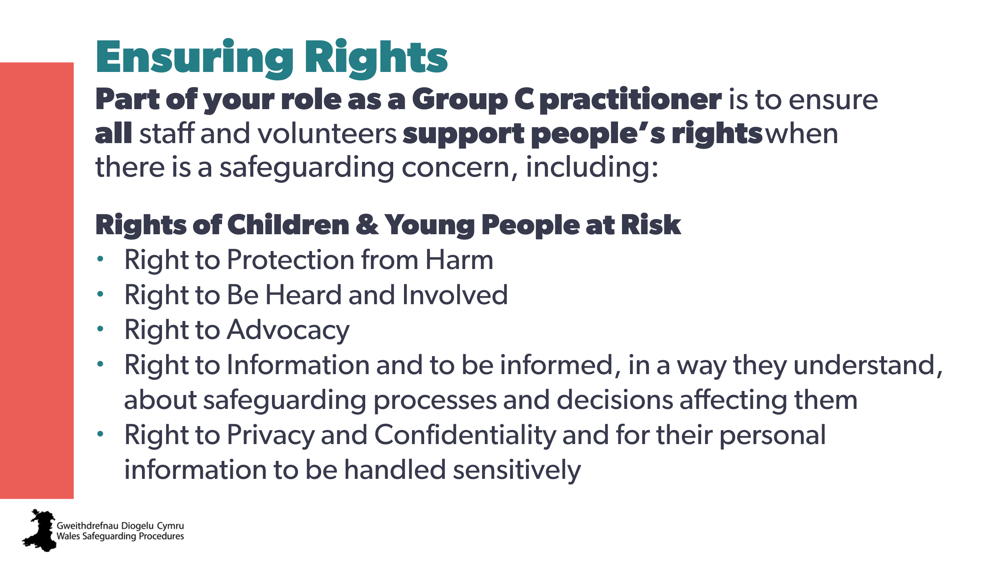 Ensuring Rights
Part of your role as a Group C practitioner is to ensure
all staff and volunteers support people’s rights when
there is a safeguarding concern, including:
Rights of Children & Young People at Risk
• Right to Protection from Harm
• Right to Be Heard and Involved
• Right to Advocacy
• Right to Information and to be informed, in a way they understand,
about safeguarding processes and decisions affecting them
• Right to Privacy and Confidentiality and for their personal
information to be handled sensitively
Gweithdrefnau Diogelu Cymru
Wales Safeguarding Procedures